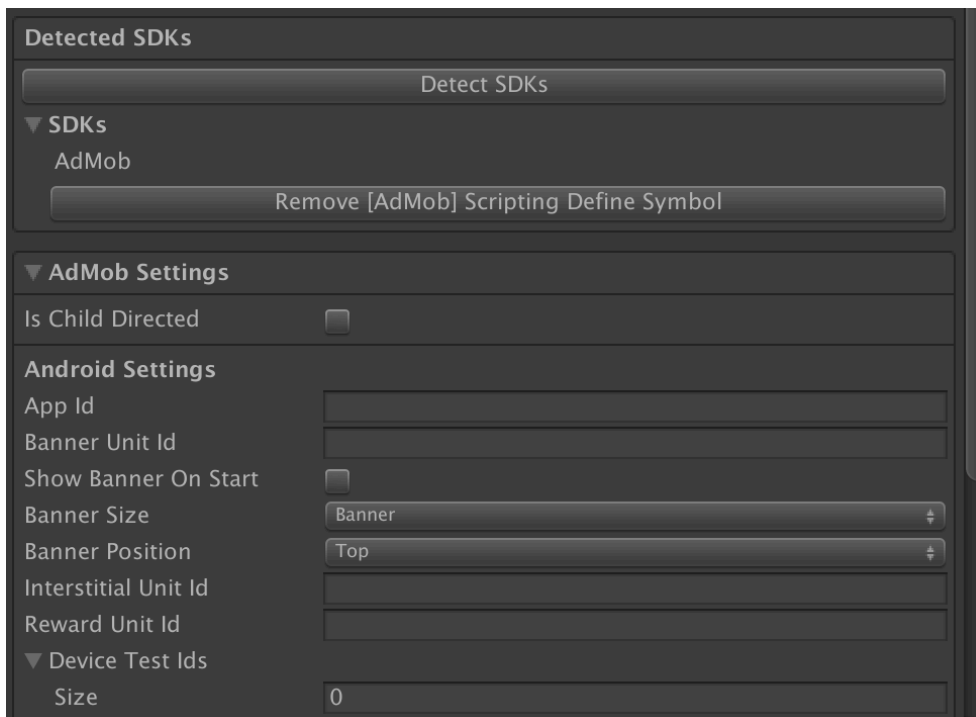 Detected SDKs
Detect SDKs
SDKs
AdMob
Remove [AdMob] Scripting Define Symbol
AdMob Settings
Is Child Directed
Android Settings
App Id
Banner Unit Id
Show Banner On Start
Banner Size Banner
Banner Position Top
Interstitial Unit Id
Reward Unit Id
Device Test Ids
Size 0